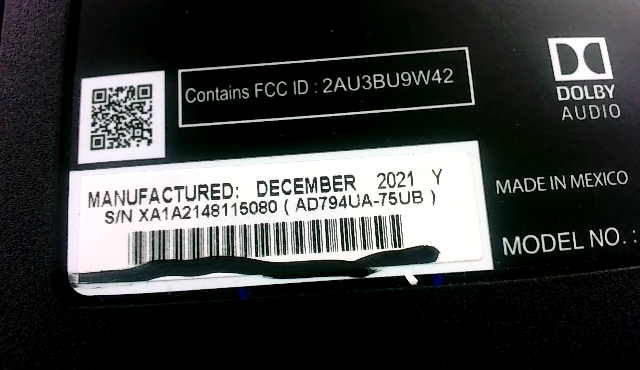 Contains FCC ID : 2AU3BU9W42
DOLBY
AUDIO
MANUFACTURED: DECEMBER 2021 Y
S/N XA1A2148115080 ( AD794UA-75UB )
MADE IN MEXICO
MODEL NO. :